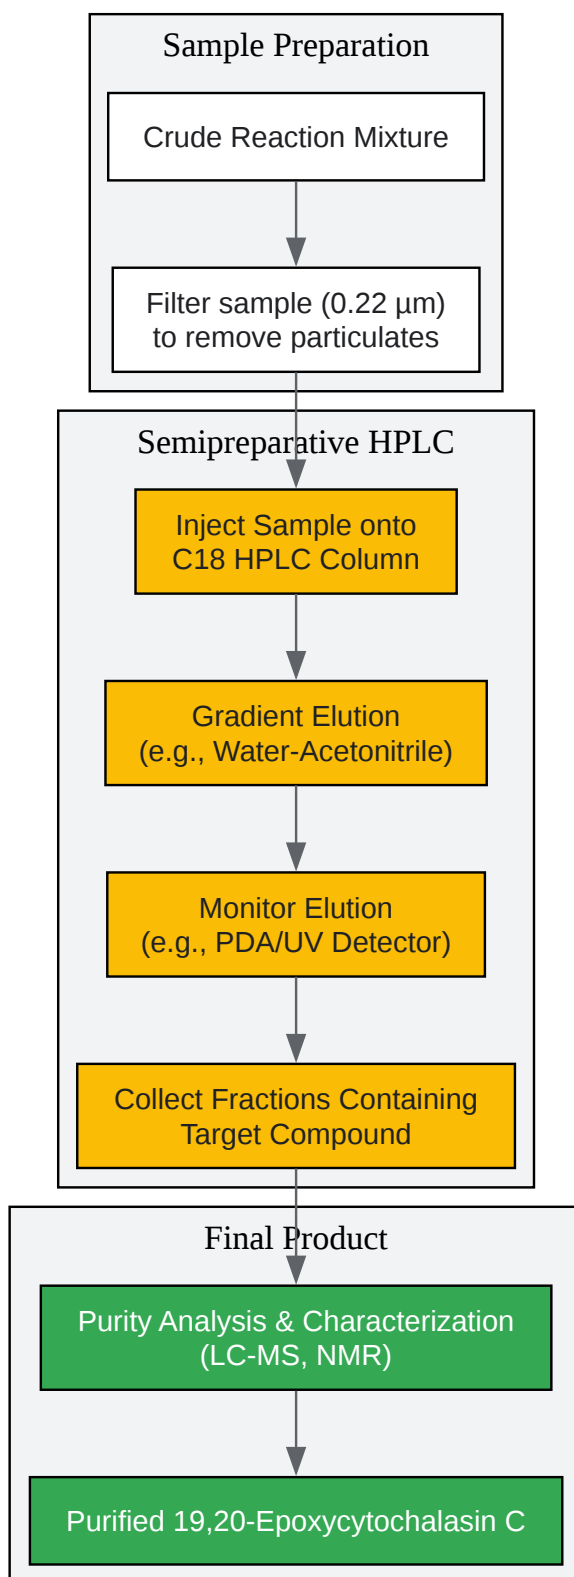 Sample Preparation
Crude Reaction Mixture
Filter sample (0.22 µm)
to remove particulates
Semipreparative HPLC
Inject Sample onto
C18 HPLC Column
Gradient Elution
(e.g., Water-Acetonitrile)
Monitor Elution
(e.g., PDA/UV Detector)
Collect Fractions Containing
Target Compound
Final Product
Purity Analysis & Characterization
(LC-MS, NMR)
Purified 19,20-Epoxycytochalasin C